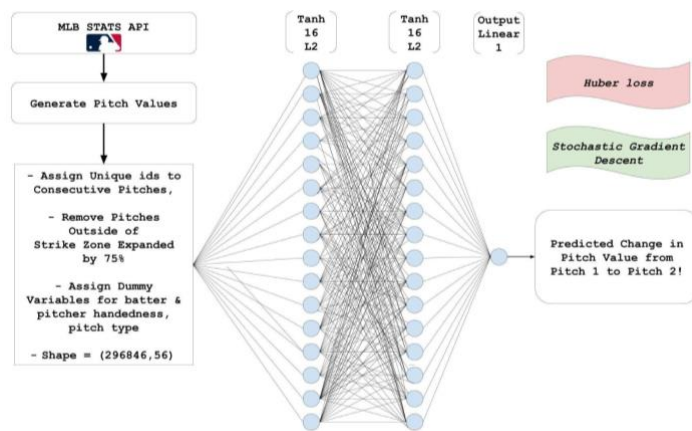 MLB STATS API
Generate Pitch Values
- Assign Unique ids to
Consecutive Pitches,
- Remove Pitches
Outside of
Strike Zone Expanded
by 75%
- Assign Dummy
Variables for batter &
pitcher handedness,
pitch type
- Shape = (296846,56)
Tanh
16
L2
Tanh
16
L2
Output
Linear
1
Huber loss
Stochastic Gradient
Descent
Predicted Change in
Pitch Value from
Pitch 1 to Pitch 2!